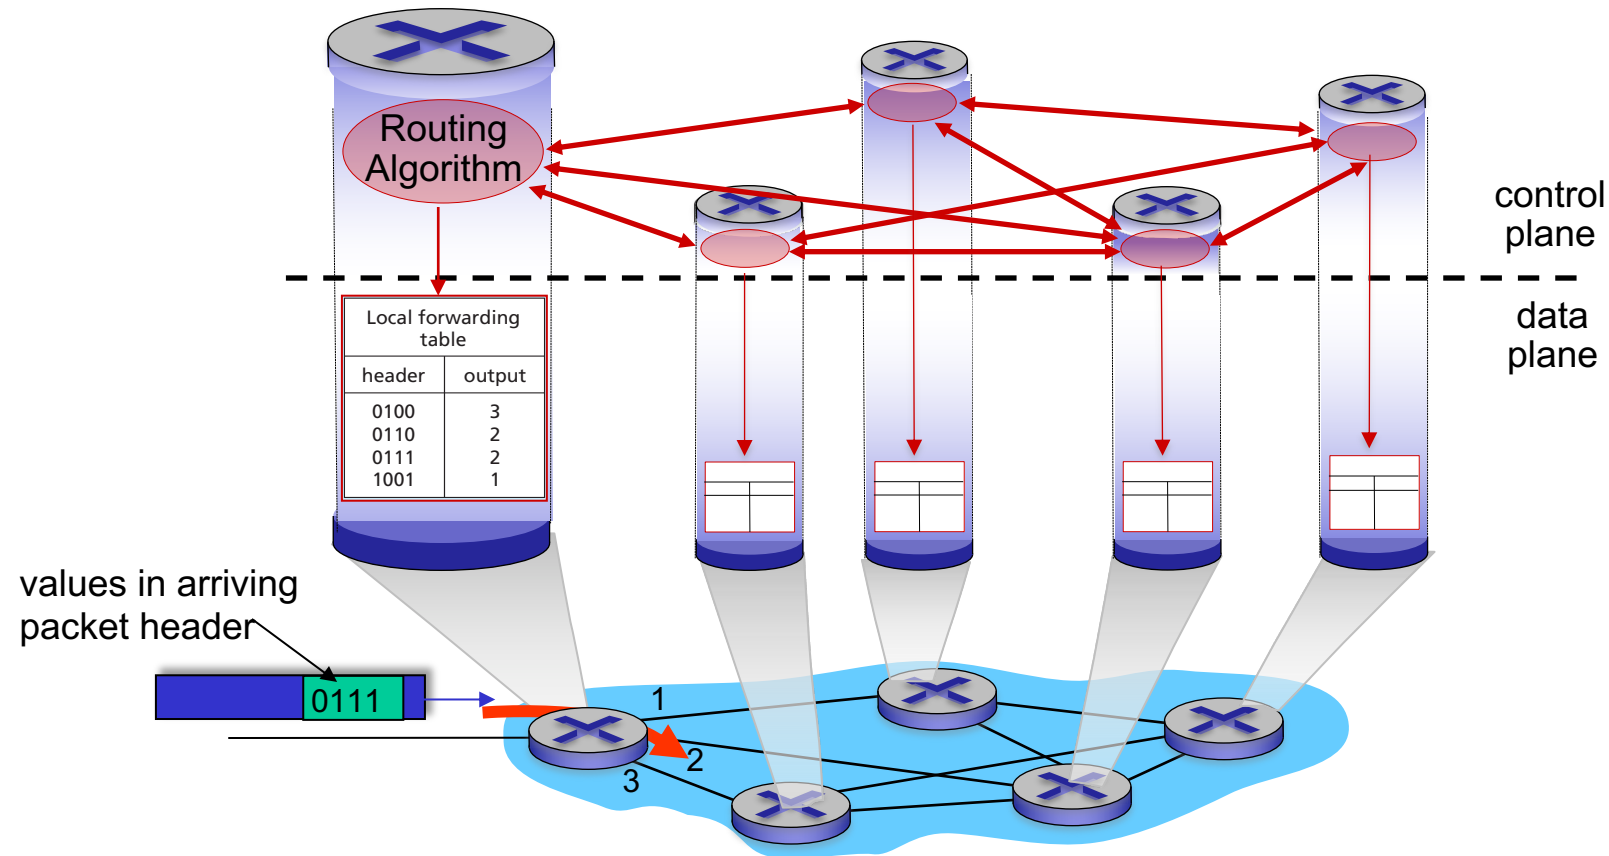 Routing
Algorithm
control
plane
data
plane
Local forwarding
table
header output
0100 3
0110 2
0111 2
1001 1
values in arriving
packet header
0111
1
2
3